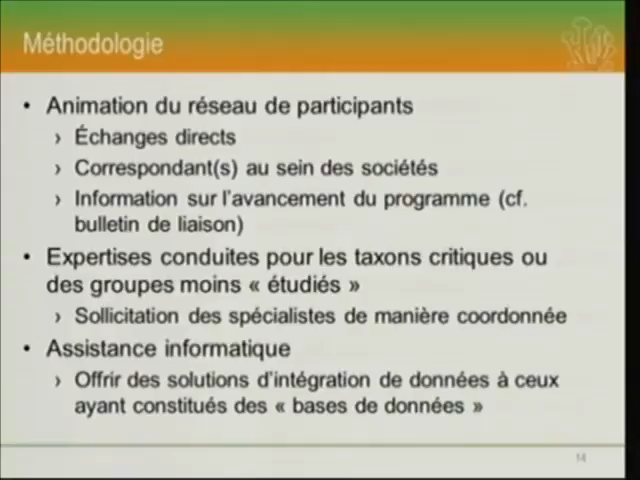 Méthodologie
• Animation du réseau de participants
› Échanges directs
› Correspondant(s) au sein des sociétés
› Information sur l'avancement du programme (cf.
bulletin de liaison)
• Expertises conduites pour les taxons critiques ou
des groupes moins « étudiés »
› Sollicitation des spécialistes de manière coordonnée
• Assistance informatique
› Offrir des solutions d'intégration de données à ceux
ayant constitués des « bases de données »
14